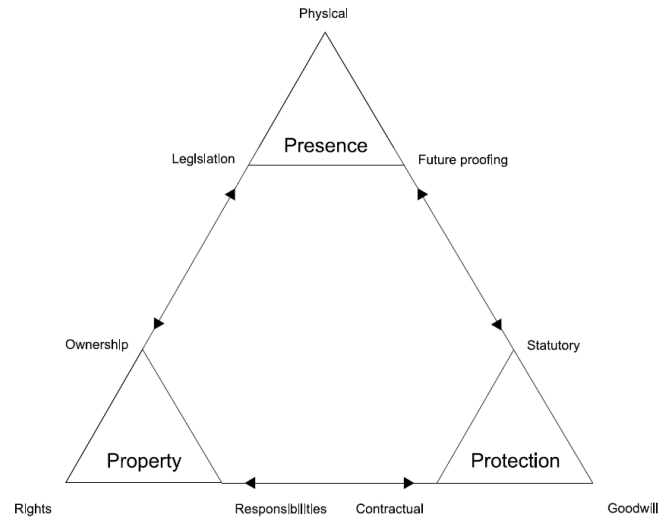 Physical
Presence
Legislation
Future proofing
Ownership
Statutory
Property
Protection
Rights
Responsibilities
Contractual
Goodwill